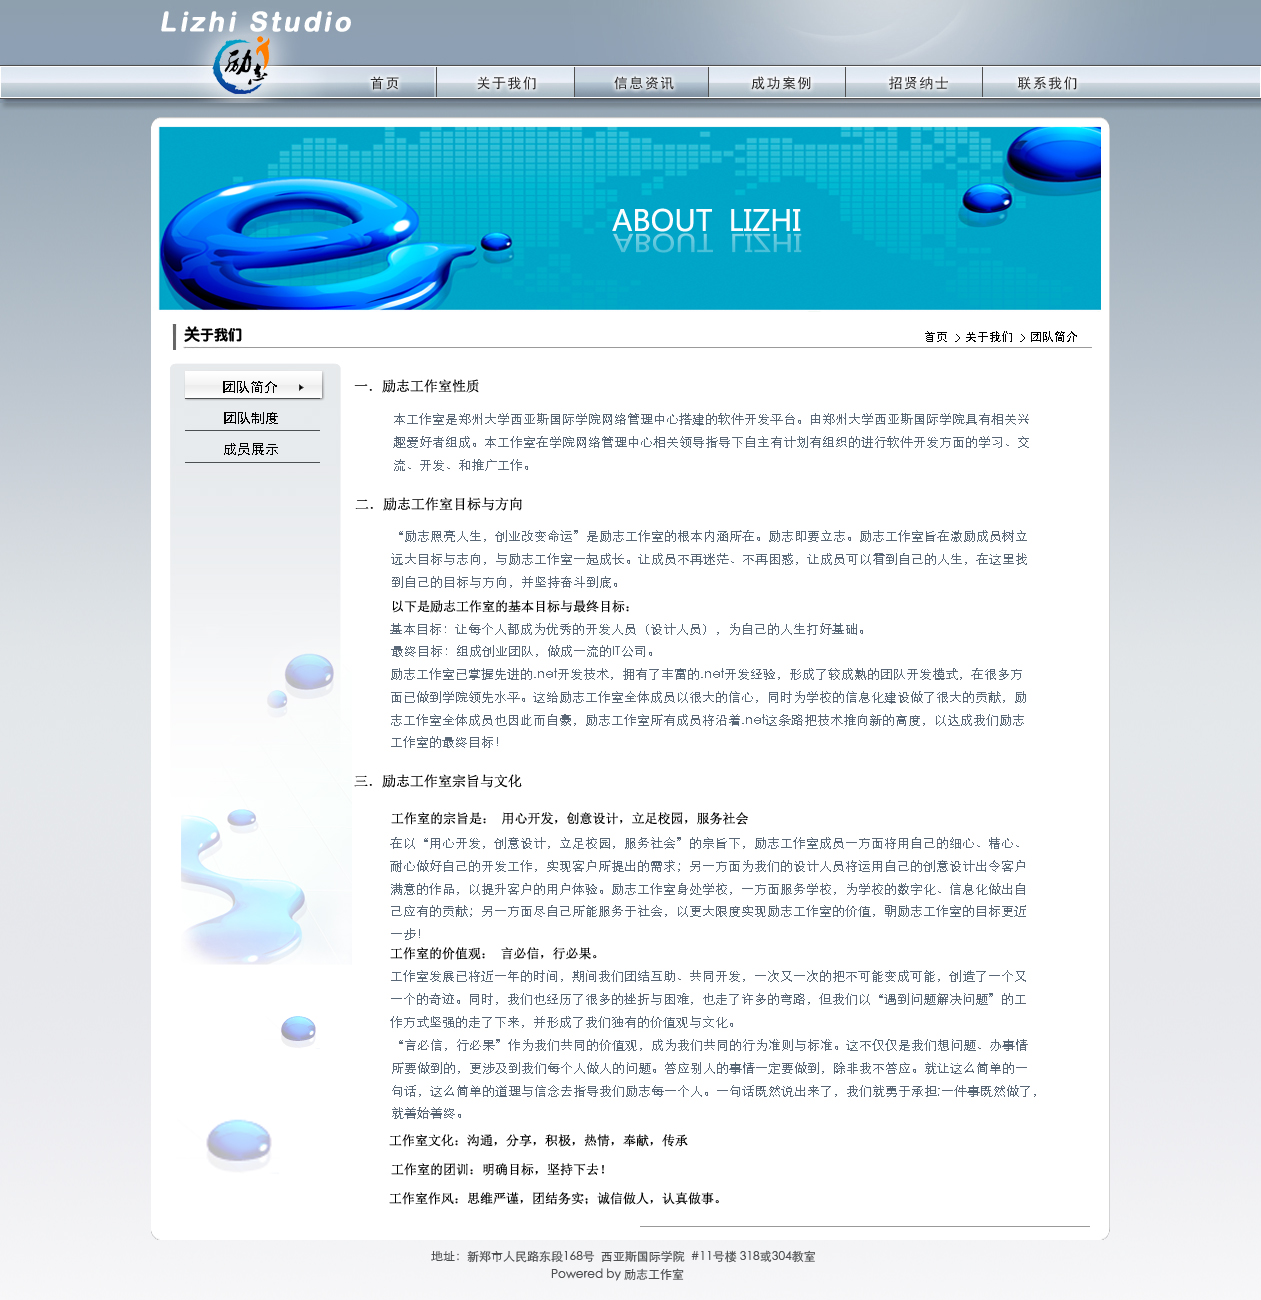 Lizhi Studio
励志
首页 关于我们 信息资讯 成功案例 招贤纳士 联系我们
ABOUT LIZHI
关于我们
首页 > 关于我们 > 团队简介
团队简介
团队制度
成员展示
一．励志工作室性质
本工作室是郑州大学西亚斯国际学院网络管理中心搭建的软件开发平台。由郑州大学西亚斯国际学院具有相关兴
趣爱好者组成。本工作室在学院网络管理中心相关领导指导下自主有计划有组织的进行软件开发方面的学习、交
流、开发、和推广工作。
二．励志工作室目标与方向
“励志照亮人生，创业改变命运”是励志工作室的根本内涵所在。励志即要立志。励志工作室旨在激励成员树立
远大目标与志向，与励志工作室一起成长。让成员不再迷茫、不再困惑，让成员可以看到自己的人生，在这里找
到自己的目标与方向，并坚持奋斗到底。
以下是励志工作室的基本目标与最终目标：
基本目标：让每个人都成为优秀的开发人员（设计人员），为自己的人生打好基础。
最终目标：组成创业团队，做成一流的IT公司。
励志工作室已掌握先进的.net开发技术，拥有了丰富的.net开发经验，形成了较成熟的团队开发模式，在很多方
面已做到学院领先水平。这给励志工作室全体成员以很大的信心，同时为学校的信息化建设做了很大的贡献，励
志工作室全体成员也因此而自豪，励志工作室所有成员将沿着.net这条路把技术推向新的高度，以达成我们励志
工作室的最终目标！
三．励志工作室宗旨与文化
工作室的宗旨是： 用心开发，创意设计，立足校园，服务社会
在以“用心开发，创意设计，立足校园，服务社会”的宗旨下，励志工作室成员一方面将用自己的细心、精心、
耐心做好自己的开发工作，实现客户所提出的需求；另一方面为我们的设计人员将运用自己的创意设计出令客户
满意的作品，以提升客户的用户体验。励志工作室身处学校，一方面服务学校，为学校的数字化、信息化做出自
己应有的贡献；另一方面尽自己所能服务于社会，以更大限度实现励志工作室的价值，朝励志工作室的目标更近
一步！
工作室的价值观： 言必信，行必果。
工作室发展已将近一年的时间，期间我们团结互助、共同开发，一次又一次的把不可能变成可能，创造了一个又
一个的奇迹。同时，我们也经历了很多的挫折与困难，也走了许多的弯路，但我们以“遇到问题解决问题”的工
作方式坚强的走了下来，并形成了我们独有的价值观与文化。
“言必信，行必果”作为我们共同的价值观，成为我们共同的行为准则与标准。这不仅仅是我们想问题、办事情
所要做到的，更涉及到我们每个人做人的问题。答应别人的事情一定要做到，除非我不答应。就让这么简单的一
句话，这么简单的道理与信念去指导我们励志每一个人。一句话既然说出来了，我们就勇于承担;一件事既然做了，
就善始善终。
工作室文化：沟通，分享，积极，热情，奉献，传承
工作室的团训：明确目标，坚持下去！
工作室作风：思维严谨，团结务实；诚信做人，认真做事。
地址：新郑市人民路东段168号 西亚斯国际学院 #11号楼 318或304教室
Powered by 励志工作室